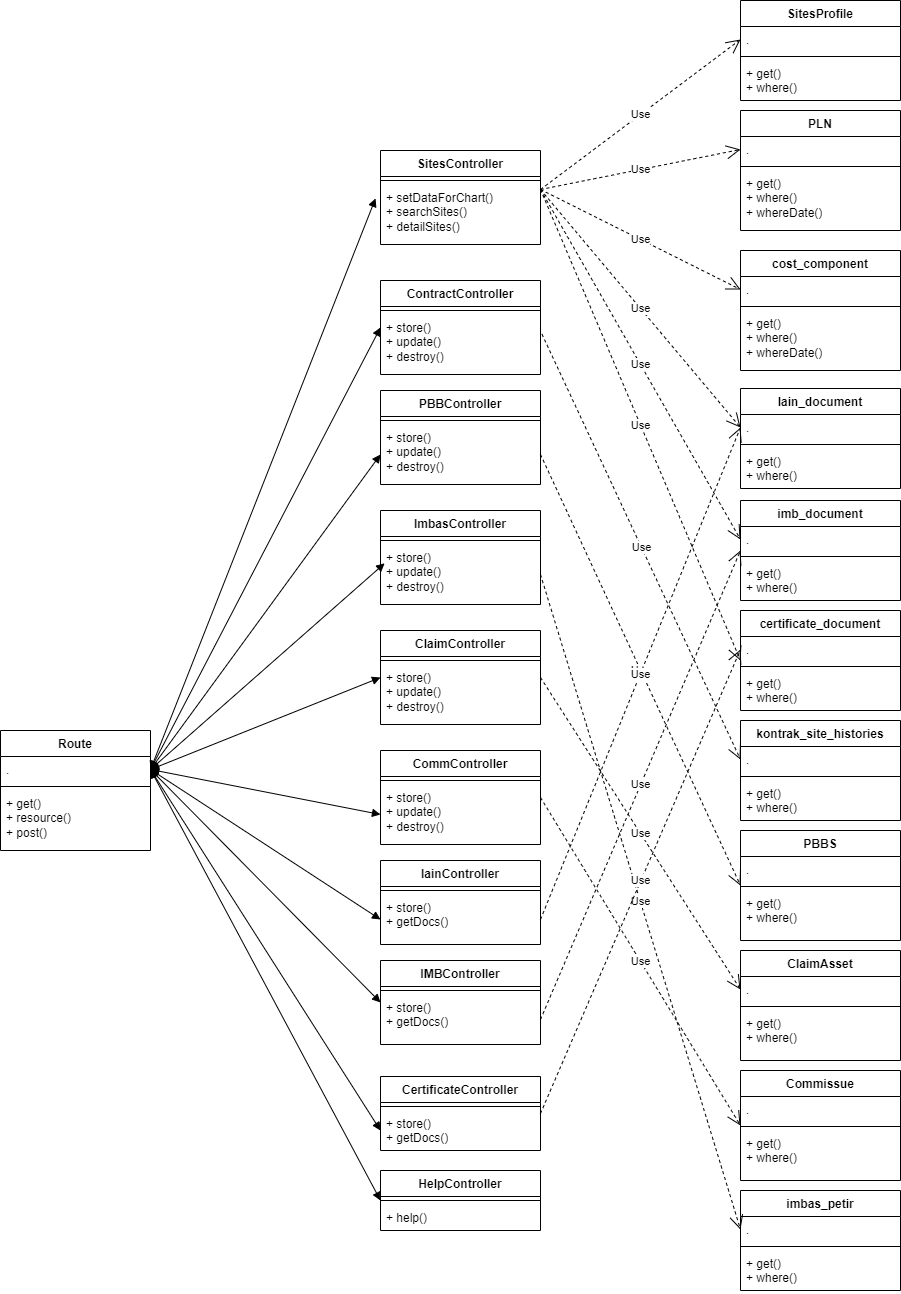 Route
.
+ get()
+ resource()
+ post()
SitesController
+ setDataForChart()
+ searchSites()
+ detailSites()
ContractController
+ store()
+ update()
+ destroy()
PBBController
+ store()
+ update()
+ destroy()
ImbasController
+ store()
+ update()
+ destroy()
ClaimController
+ store()
+ update()
+ destroy()
CommController
+ store()
+ update()
+ destroy()
lainController
+ store()
+ getDocs()
IMBController
+ store()
+ getDocs()
CertificateController
+ store()
+ getDocs()
HelpController
+ help()
Use
Use
Use
Use
Use
Use
Use
Use
Use
Use
Use
Use
Use
SitesProfile
.
+ get()
+ where()
PLN
.
+ get()
+ where()
+ whereDate()
cost_component
.
+ get()
+ where()
+ whereDate()
lain_document
.
+ get()
+ where()
imb_document
.
+ get()
+ where()
certificate_document
.
+ get()
+ where()
kontrak_site_histories
.
+ get()
+ where()
PBBS
.
+ get()
+ where()
ClaimAsset
.
+ get()
+ where()
Commissue
.
+ get()
+ where()
imbas_petir
.
+ get()
+ where()